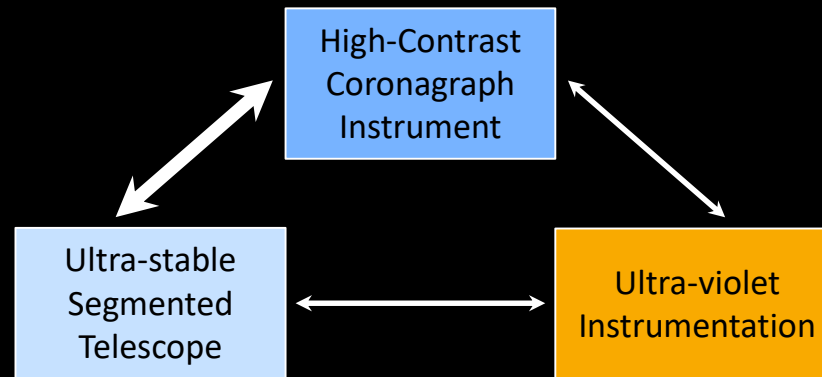 High-Contrast
Coronagraph
Instrument
Ultra-stable
Segmented
Telescope
Ultra-violet
Instrumentation